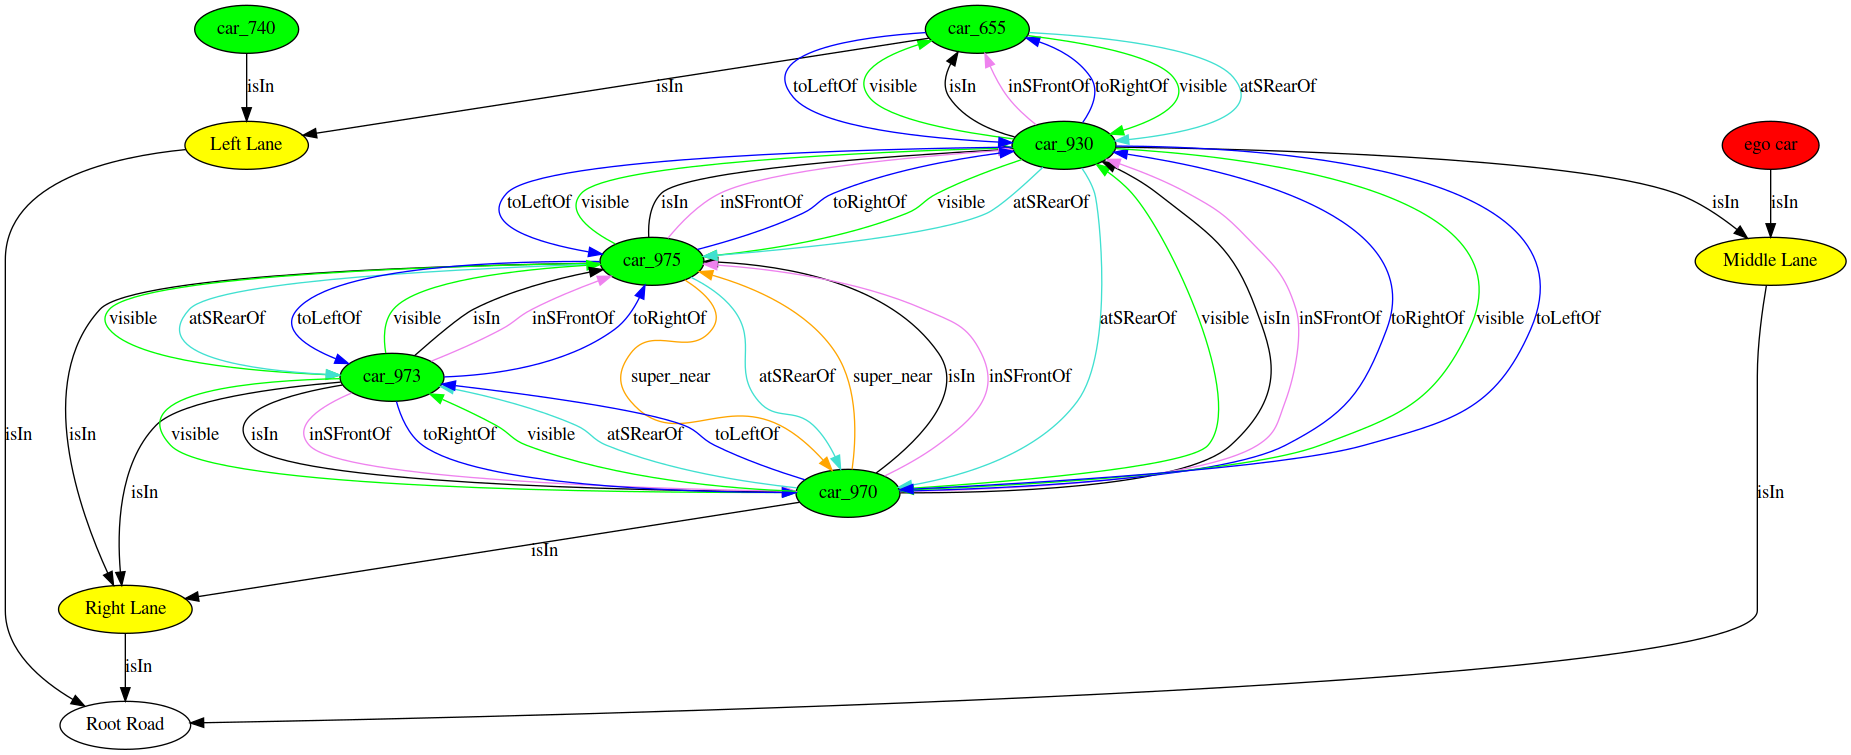 car_740
car_655
isIn
isIn
toLeftOf
visible
isIn
inSFrontOf
toRightOf
visible
atSRearOf
Left Lane
car_930
ego car
toLeftOf
visible
isIn
inSFrontOf
toRightOf
visible
atSRearOf
isIn
isIn
car_975
Middle Lane
visible
atSRearOf
toLeftOf
visible
isIn
inSFrontOf
toRightOf
atSRearOf
visible
isIn
inSFrontOf
toRightOf
visible
toLeftOf
car_973
super_near
atSRearOf
super_near
isIn
inSFrontOf
isIn
isIn
visible
isIn
inSFrontOf
toRightOf
visible
atSRearOf
toLeftOf
isIn
car_970
isIn
isIn
Right Lane
isIn
Root Road